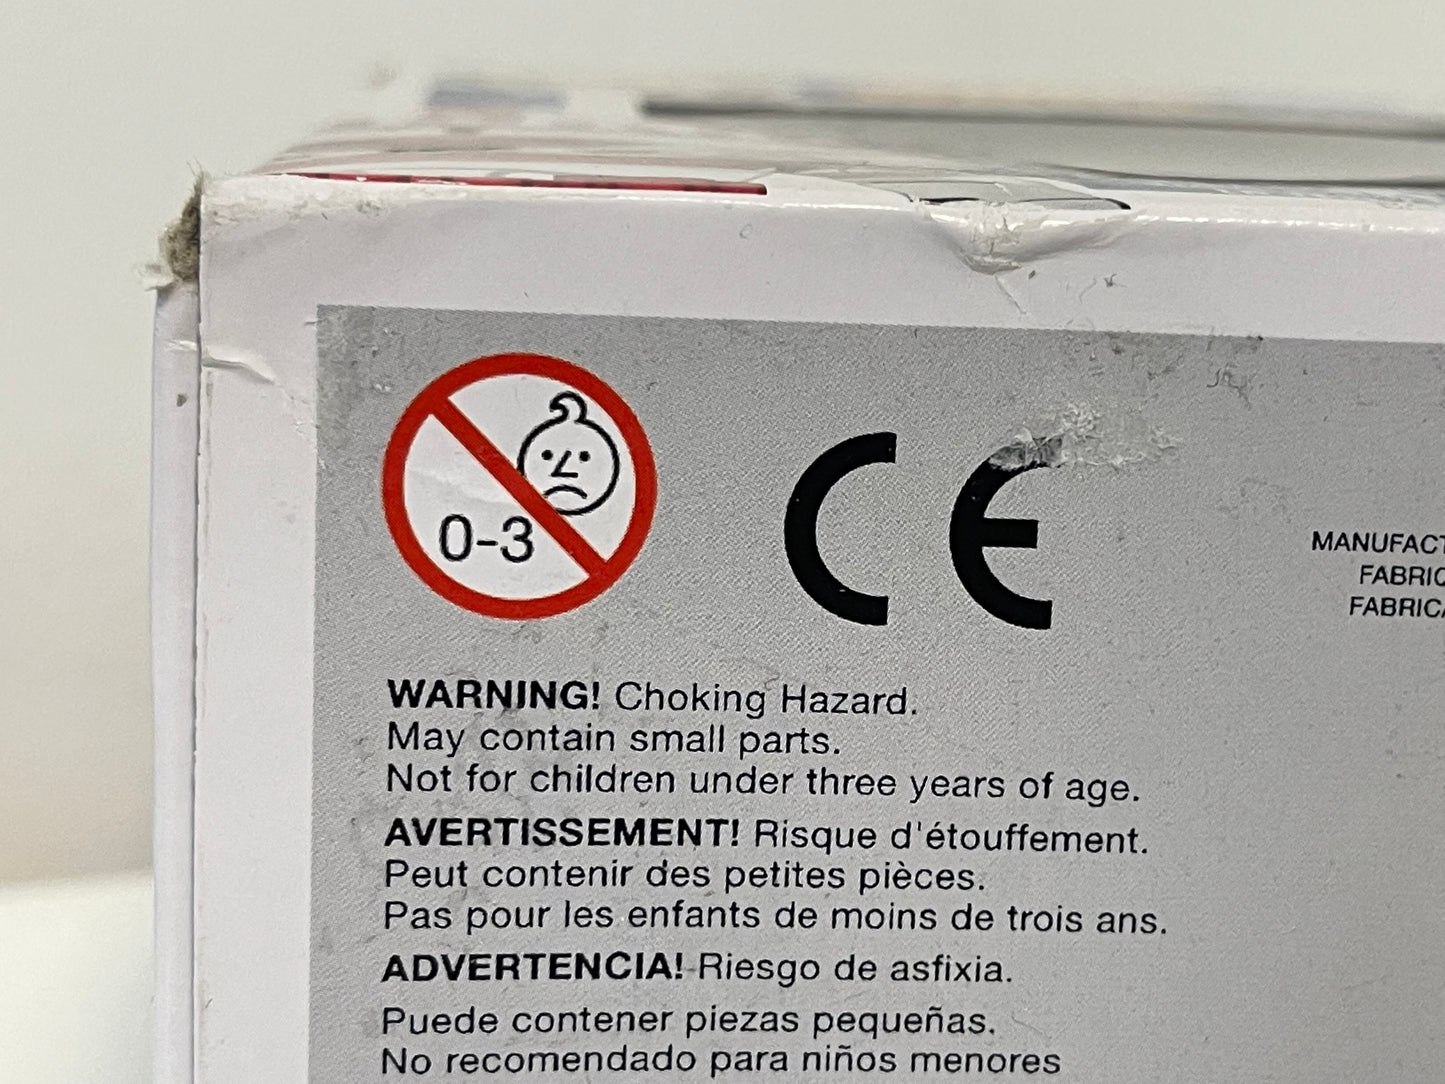 0-3
CE
MANUFACT
FABRIC
FABRICA
WARNING! Choking Hazard.
May contain small parts.
Not for children under three years of age.
AVERTISSEMENT! Risque d'étouffement.
Peut contenir des petites pièces.
Pas pour les enfants de moins de trois ans.
ADVERTENCIA! Riesgo de asfixia.
Puede contener piezas pequeñas.
No recomendado para niños menores